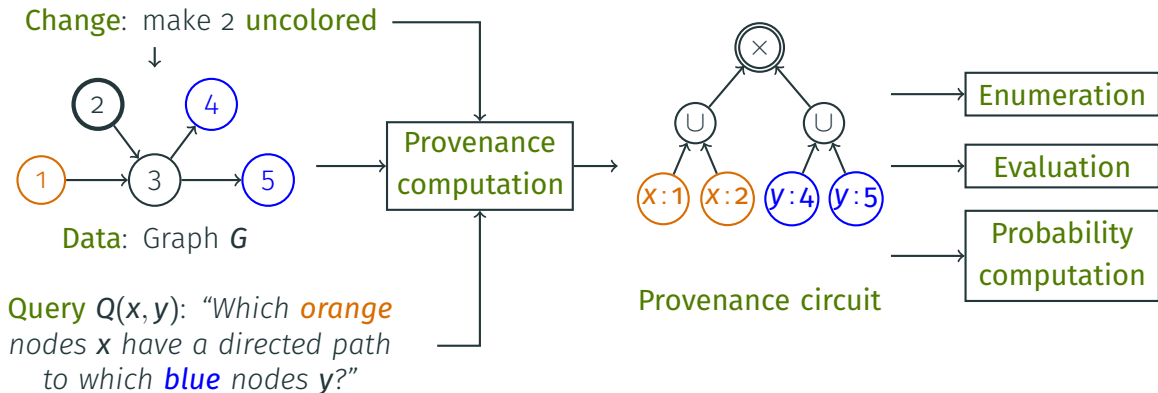 Change: make 2 uncolored
↓
2
4
1
3
5
Data: Graph G
Query Q(x, y): “Which orange
nodes x have a directed path
to which blue nodes y?”
Provenance
computation
×
∪
∪
x:1
x:2
y:4
y:5
Provenance circuit
Enumeration
Evaluation
Probability
computation